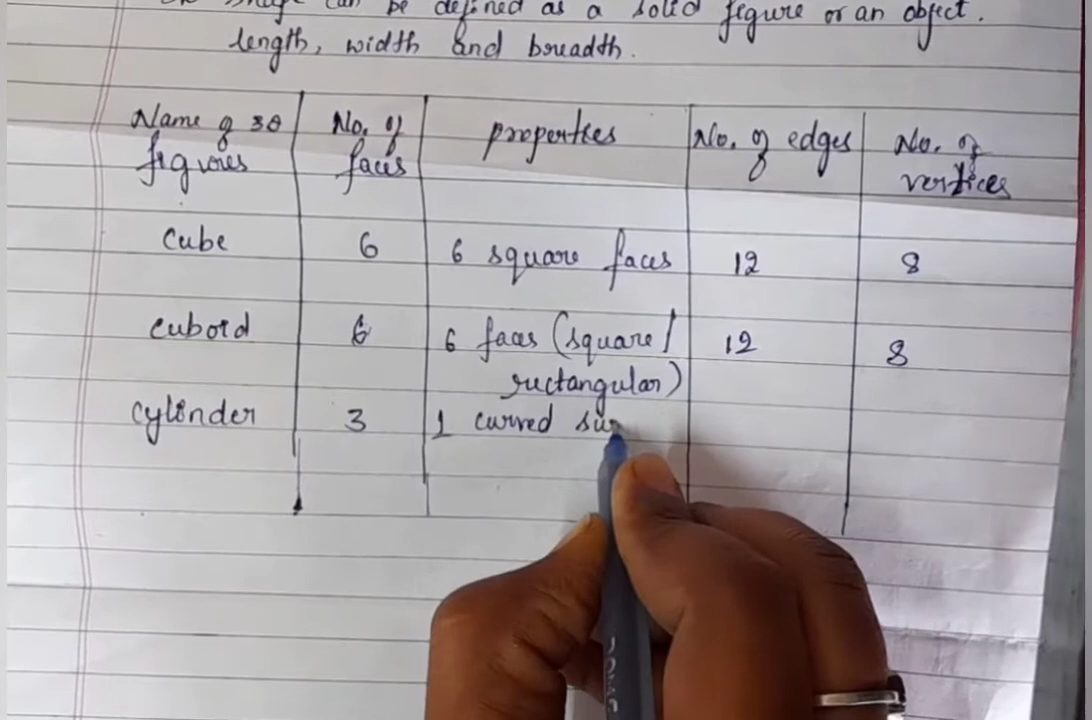 can be defined as a solid figure or an object.
length, width and breadth.
Name of 3D figures No. of faces properties No. of edges No. of vertices
Cube 6 6 square faces 12 8
Cuboid 6 6 faces (square/ 12 8
rectangular)
Cylinder 3 1 curved su